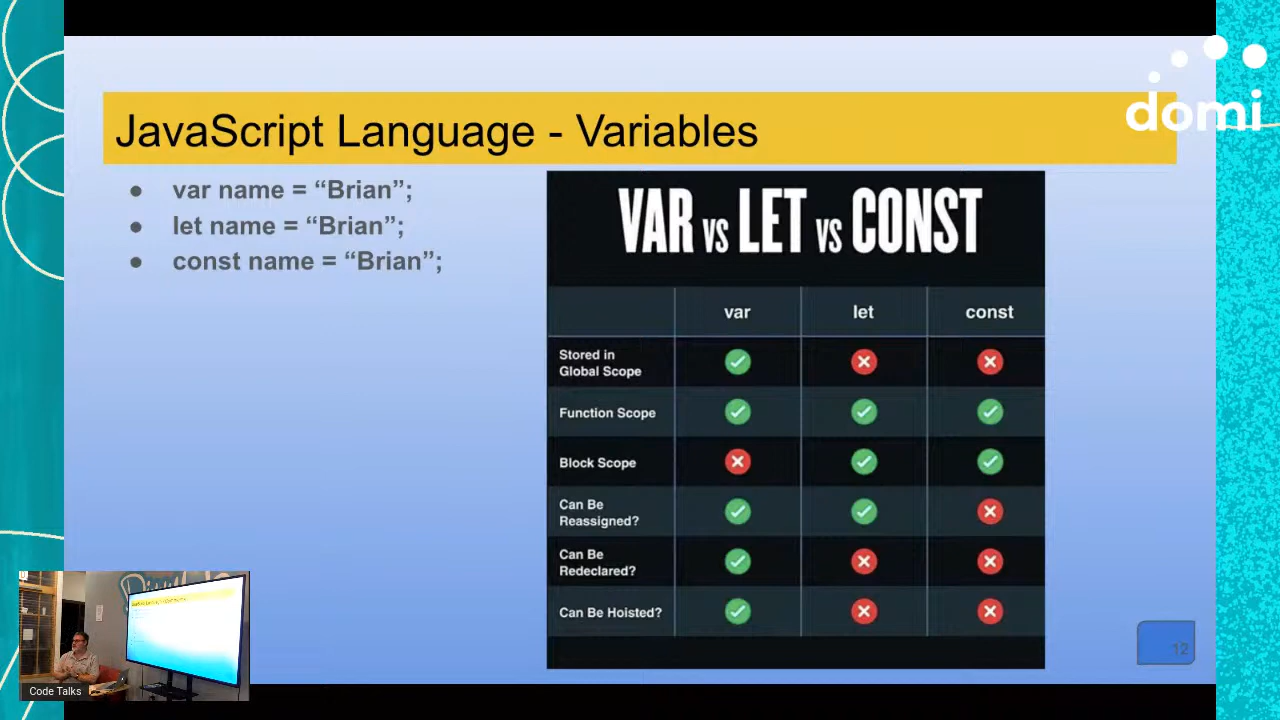 domi
JavaScript Language - Variables
● var name = “Brian”;
● let name = “Brian”;
● const name = “Brian”;
VAR vs LET vs CONST
var let const
Stored in
Global Scope
Function Scope
Block Scope
Can Be
Reassigned?
Can Be
Redeclared?
Can Be Hoisted?
12
Code Talks